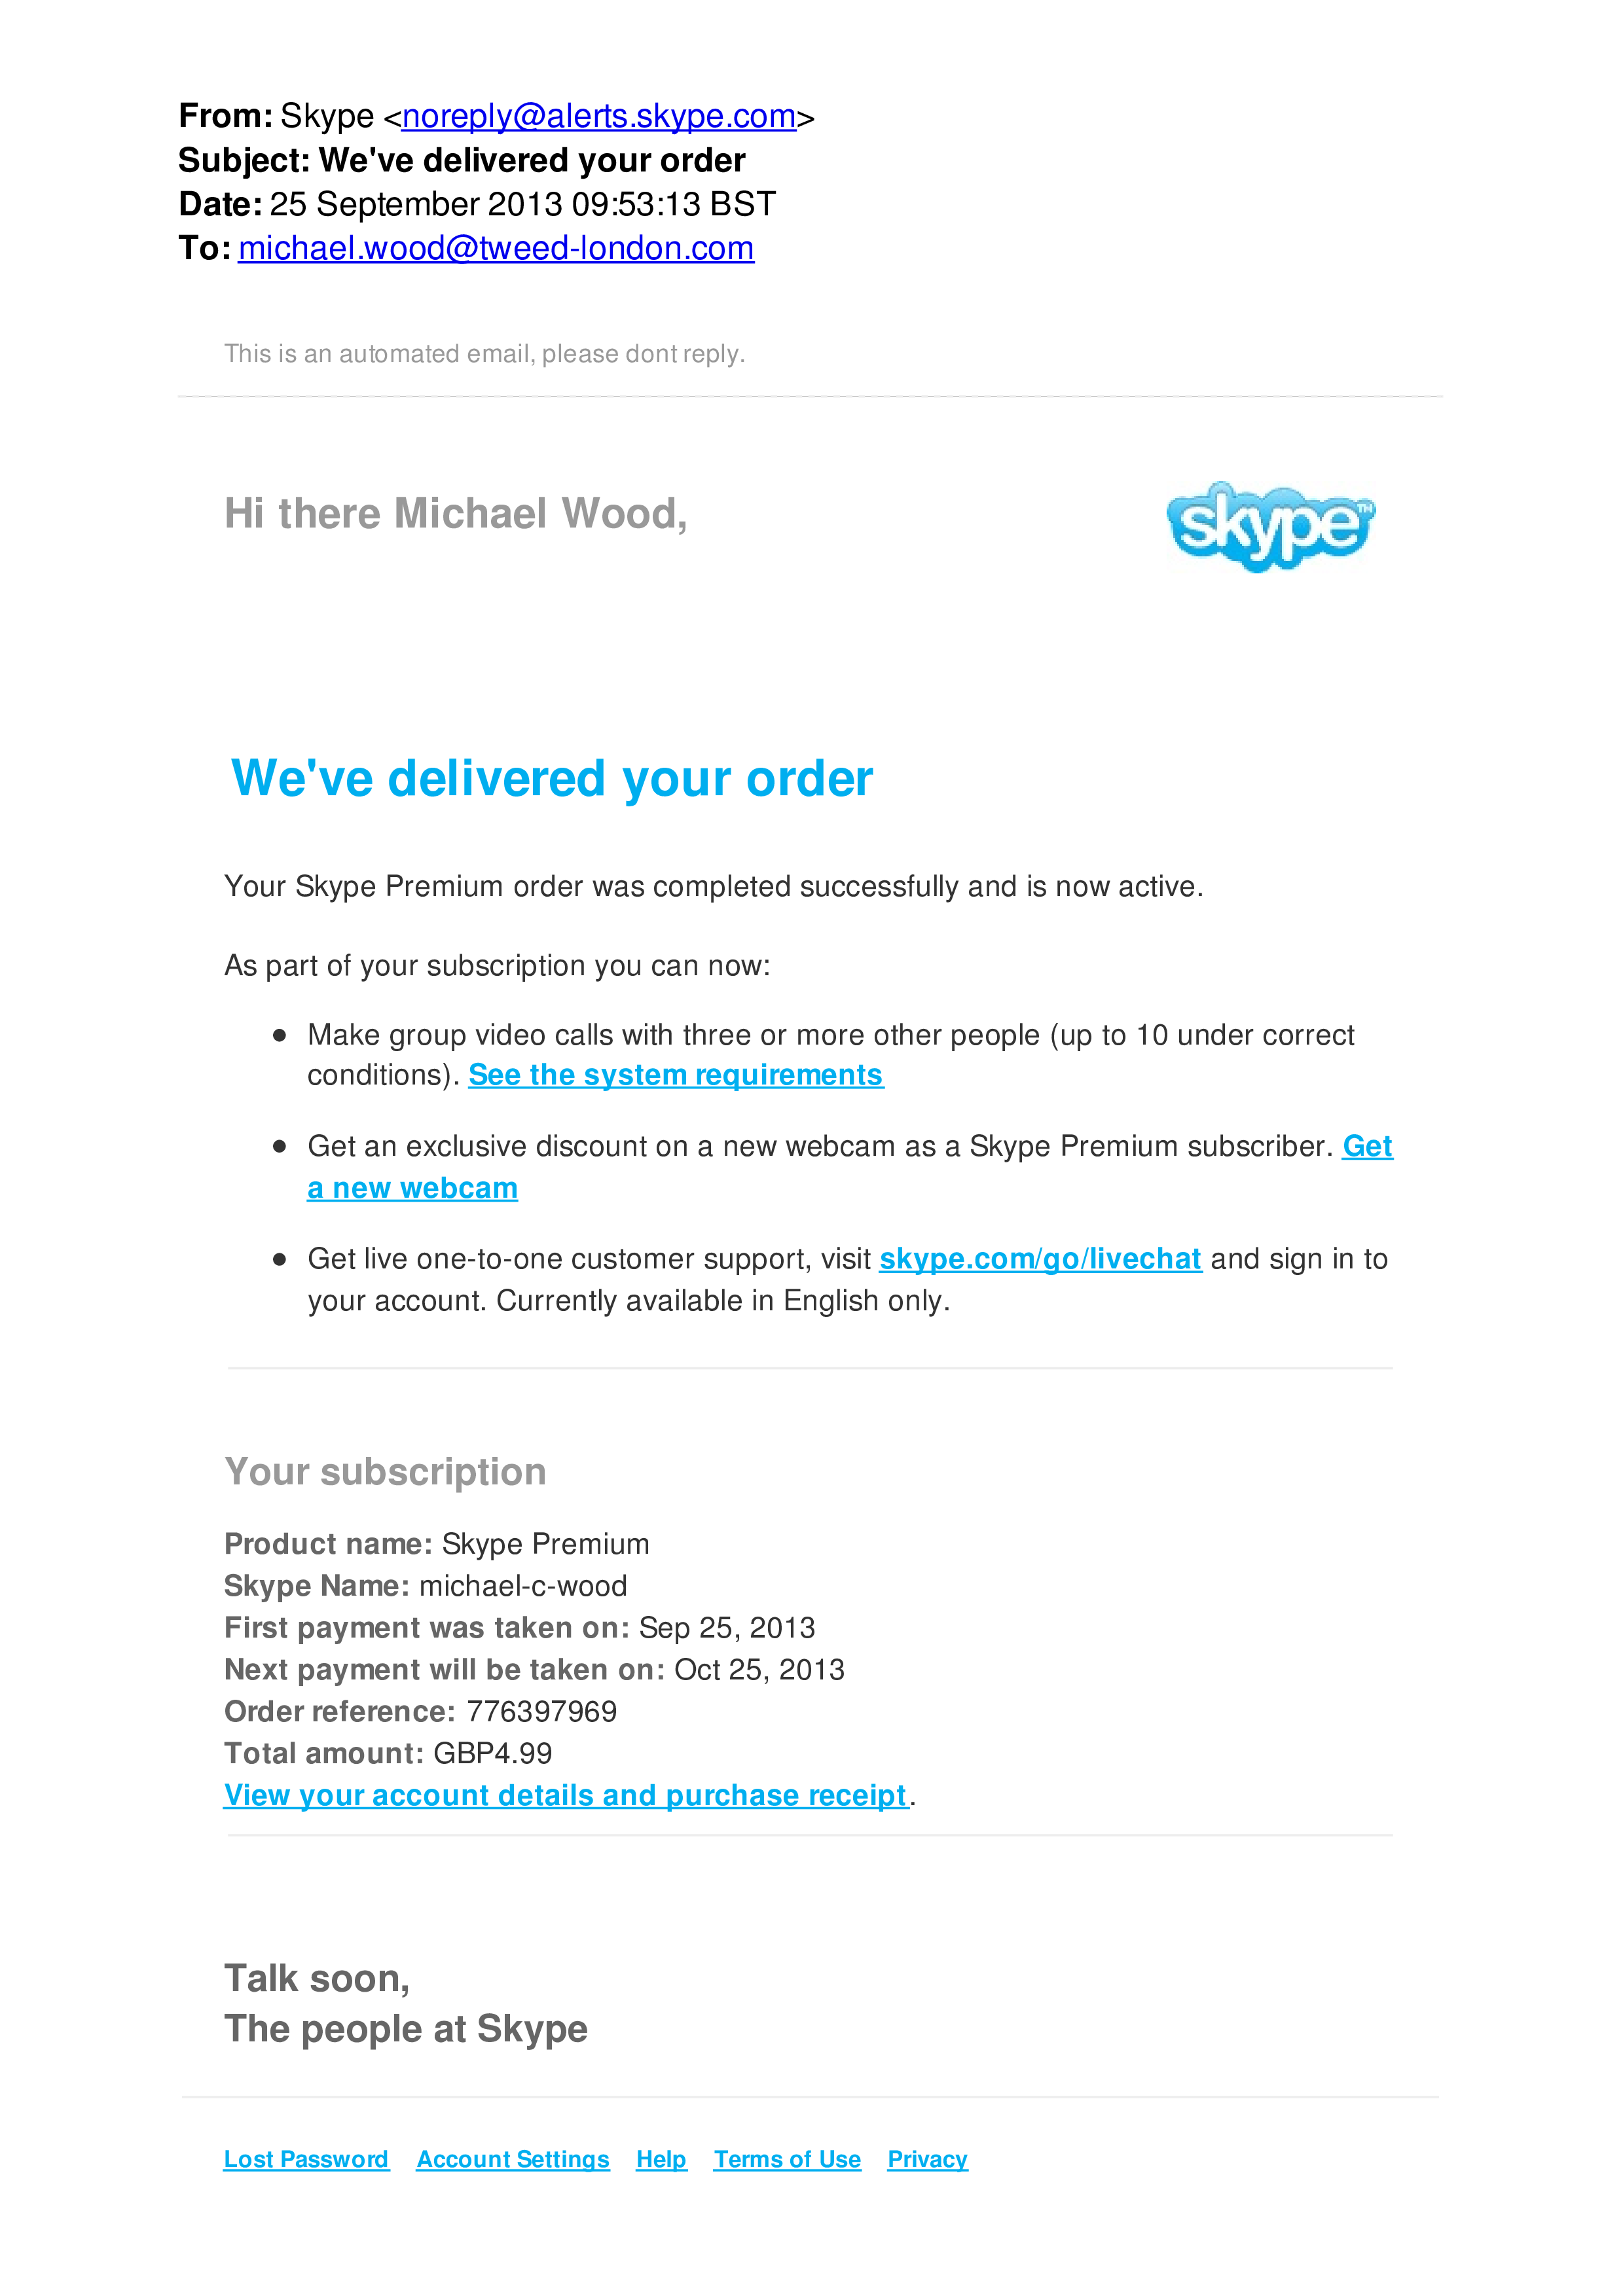 From: Skype <noreply@alerts.skype.com>
Subject: We've delivered your order
Date: 25 September 2013 09:53:13 BST
To: michael.wood@tweed-london.com
This is an automated email, please dont reply.
Hi there Michael Wood,
skype™
We've delivered your order
Your Skype Premium order was completed successfully and is now active.
As part of your subscription you can now:
● Make group video calls with three or more other people (up to 10 under correct
conditions). See the system requirements
● Get an exclusive discount on a new webcam as a Skype Premium subscriber. Get
a new webcam
● Get live one-to-one customer support, visit skype.com/go/livechat and sign in to
your account. Currently available in English only.
Your subscription
Product name: Skype Premium
Skype Name: michael-c-wood
First payment was taken on: Sep 25, 2013
Next payment will be taken on: Oct 25, 2013
Order reference: 776397969
Total amount: GBP4.99
View your account details and purchase receipt.
Talk soon,
The people at Skype
Lost Password Account Settings Help Terms of Use Privacy